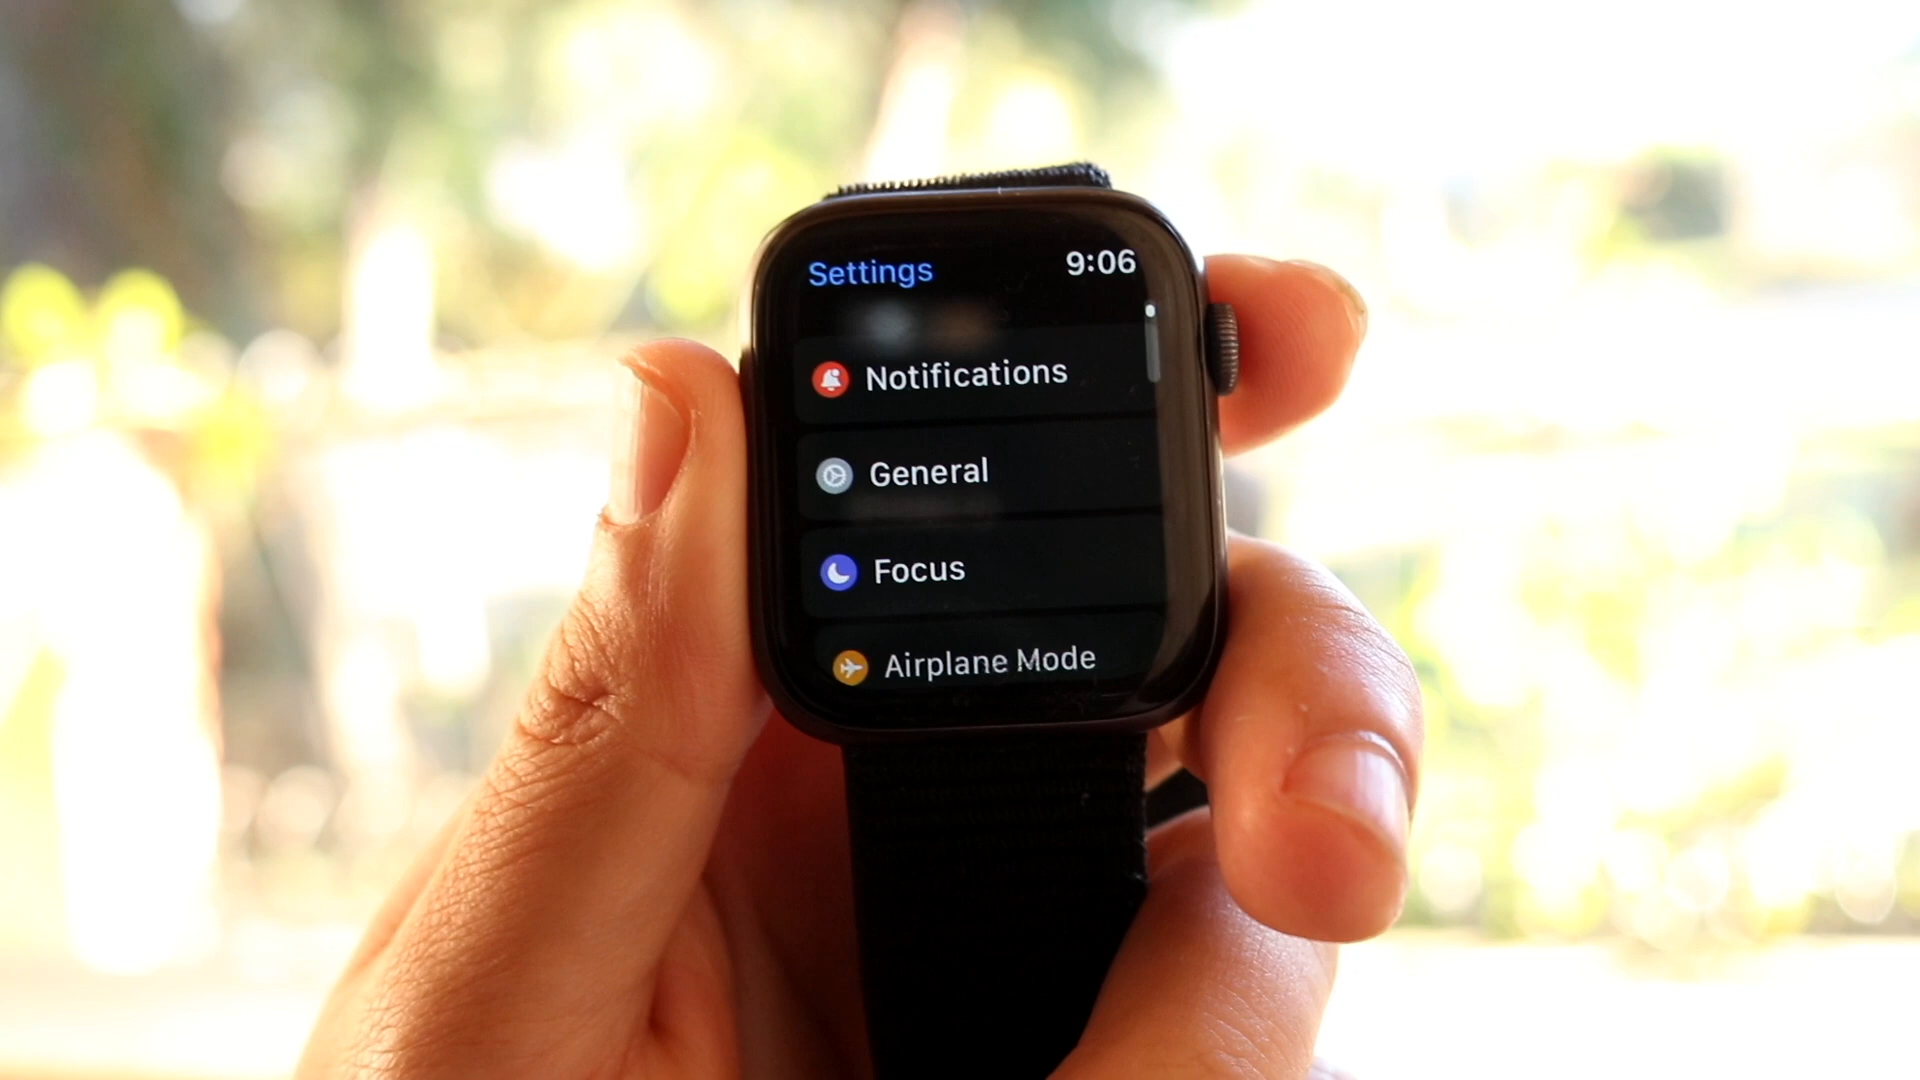 Settings
9:06
Notifications
General
Focus
Airplane Mode